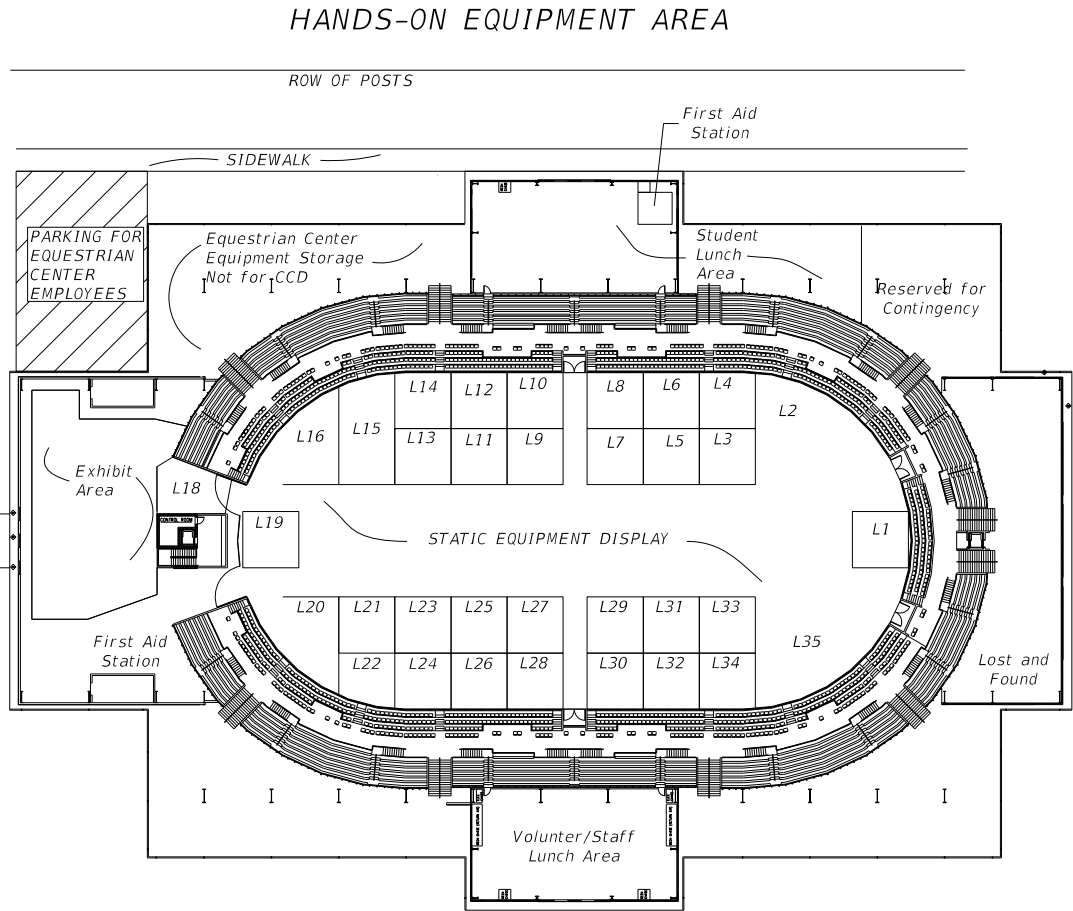 HANDS-ON EQUIPMENT AREA
ROW OF POSTS
First Aid
Station
SIDEWALK
PARKING FOR
EQUESTRIAN
CENTER
EMPLOYEES
Equestrian Center
Equipment Storage
Not for CCD
Student
Lunch
Area
Reserved for
Contingency
L14
L12
L10
L8
L6
L4
L2
L16
L15
L13
L11
L9
L7
L5
L3
Exhibit
Area
L18
CONTROL ROOM
L19
STATIC EQUIPMENT DISPLAY
L1
L20
L21
L23
L25
L27
L29
L31
L33
L35
L22
L24
L26
L28
L30
L32
L34
First Aid
Station
Lost and
Found
Volunter/Staff
Lunch Area